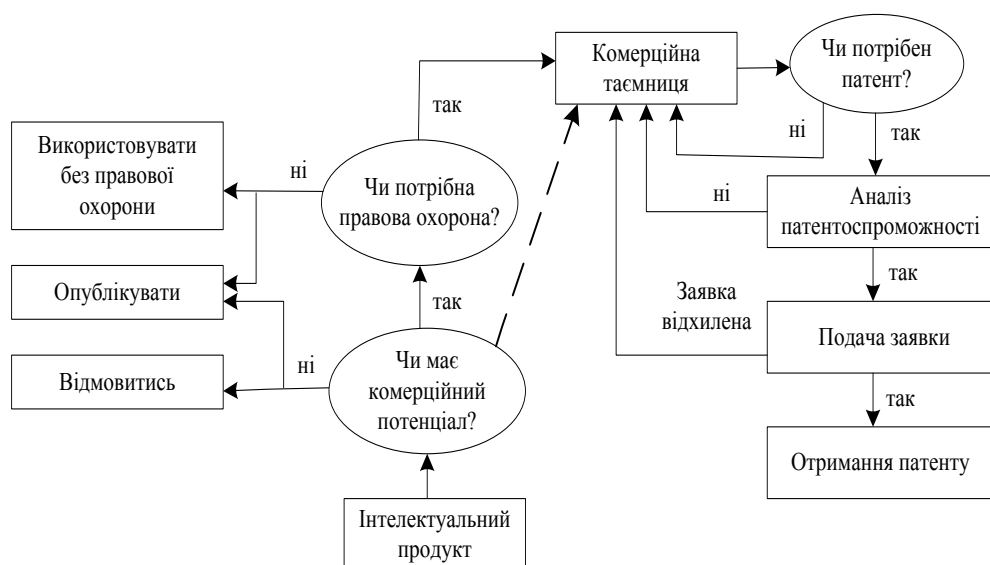 Комерційна
таємниця
Чи потрібен
патент?
так
ні
так
Використовувати
без правової
охорони
ні
Чи потрібна
правова охорона?
ні
Аналіз
патентоспроможності
Опублікувати
так
Заявка
відхилена
так
Подача заявки
Відмовитись
ні
Чи має
комерційний
потенціал?
так
Отримання патенту
Інтелектуальний
продукт